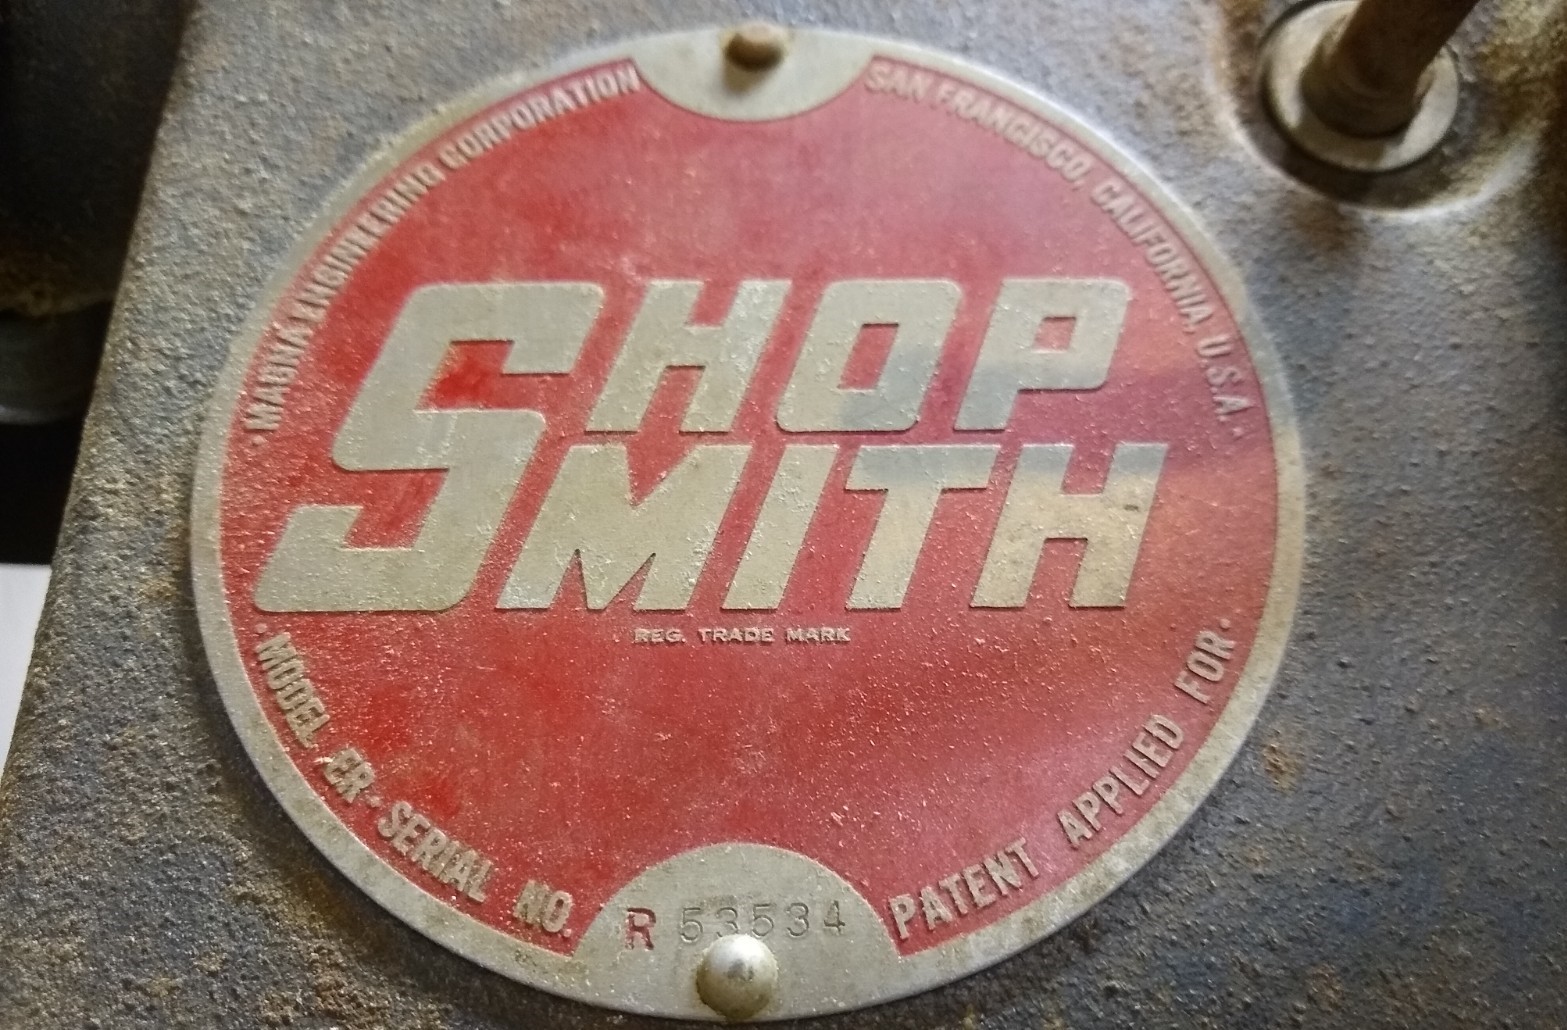 ·MAGNA ENGINEERING CORPORATION
SAN FRANCISCO, CALIFORNIA, U.S.A.·
SHOP
SMITH
REG. TRADE MARK
·MODEL ER·SERIAL NO.
R 53534
PATENT APPLIED FOR·